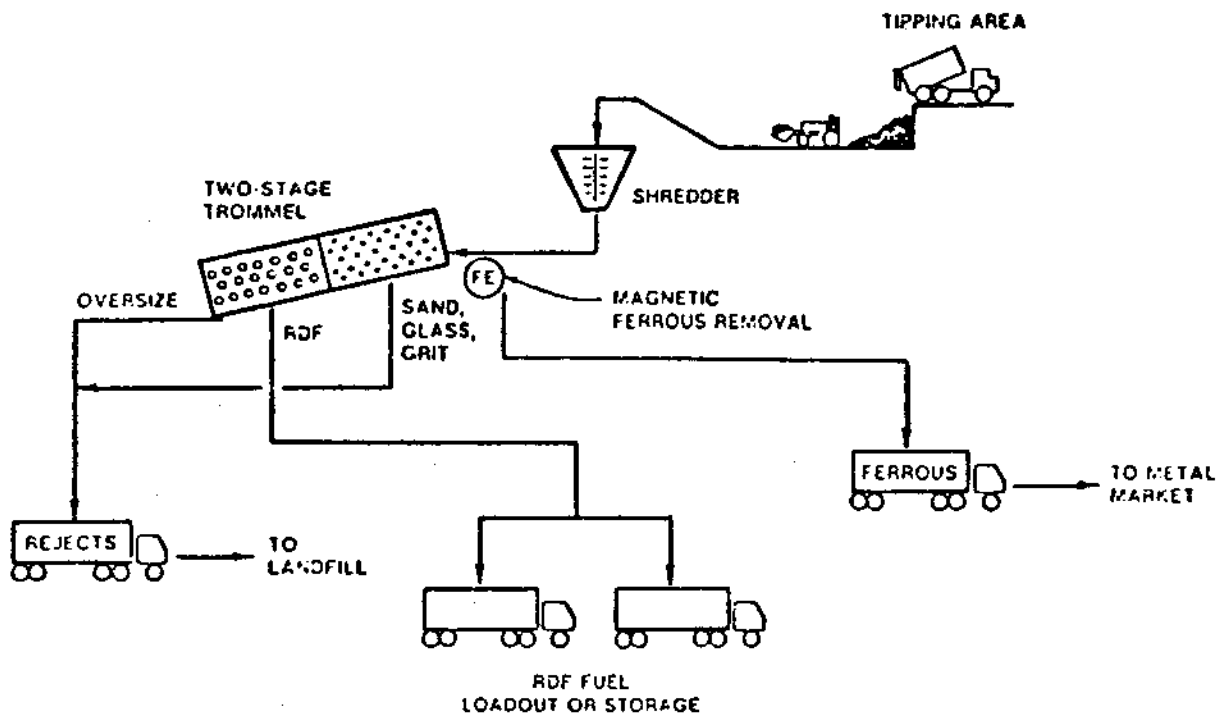 TIPPING AREA
SHREDDER
TWO-STAGE
TROMMEL
FE
MAGNETIC
FERROUS REMOVAL
OVERSIZE
RDF
SAND,
GLASS,
GRIT
FERROUS
TO METAL
MARKET
REJECTS
TO
LANDFILL
RDF FUEL
LOADOUT OR STORAGE